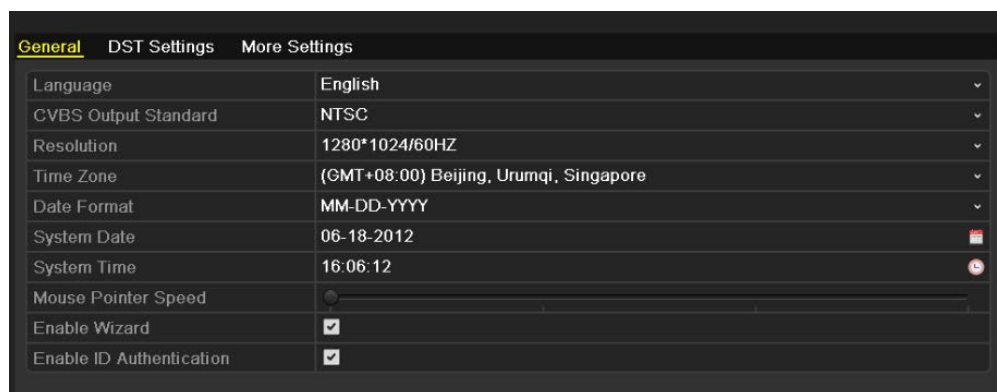 General DST Settings More Settings
Language English
CVBS Output Standard NTSC
Resolution 1280*1024/60HZ
Time Zone (GMT+08:00) Beijing, Urumqi, Singapore
Date Format MM-DD-YYYY
System Date 06-18-2012
System Time 16:06:12
Mouse Pointer Speed
Enable Wizard
Enable ID Authentication